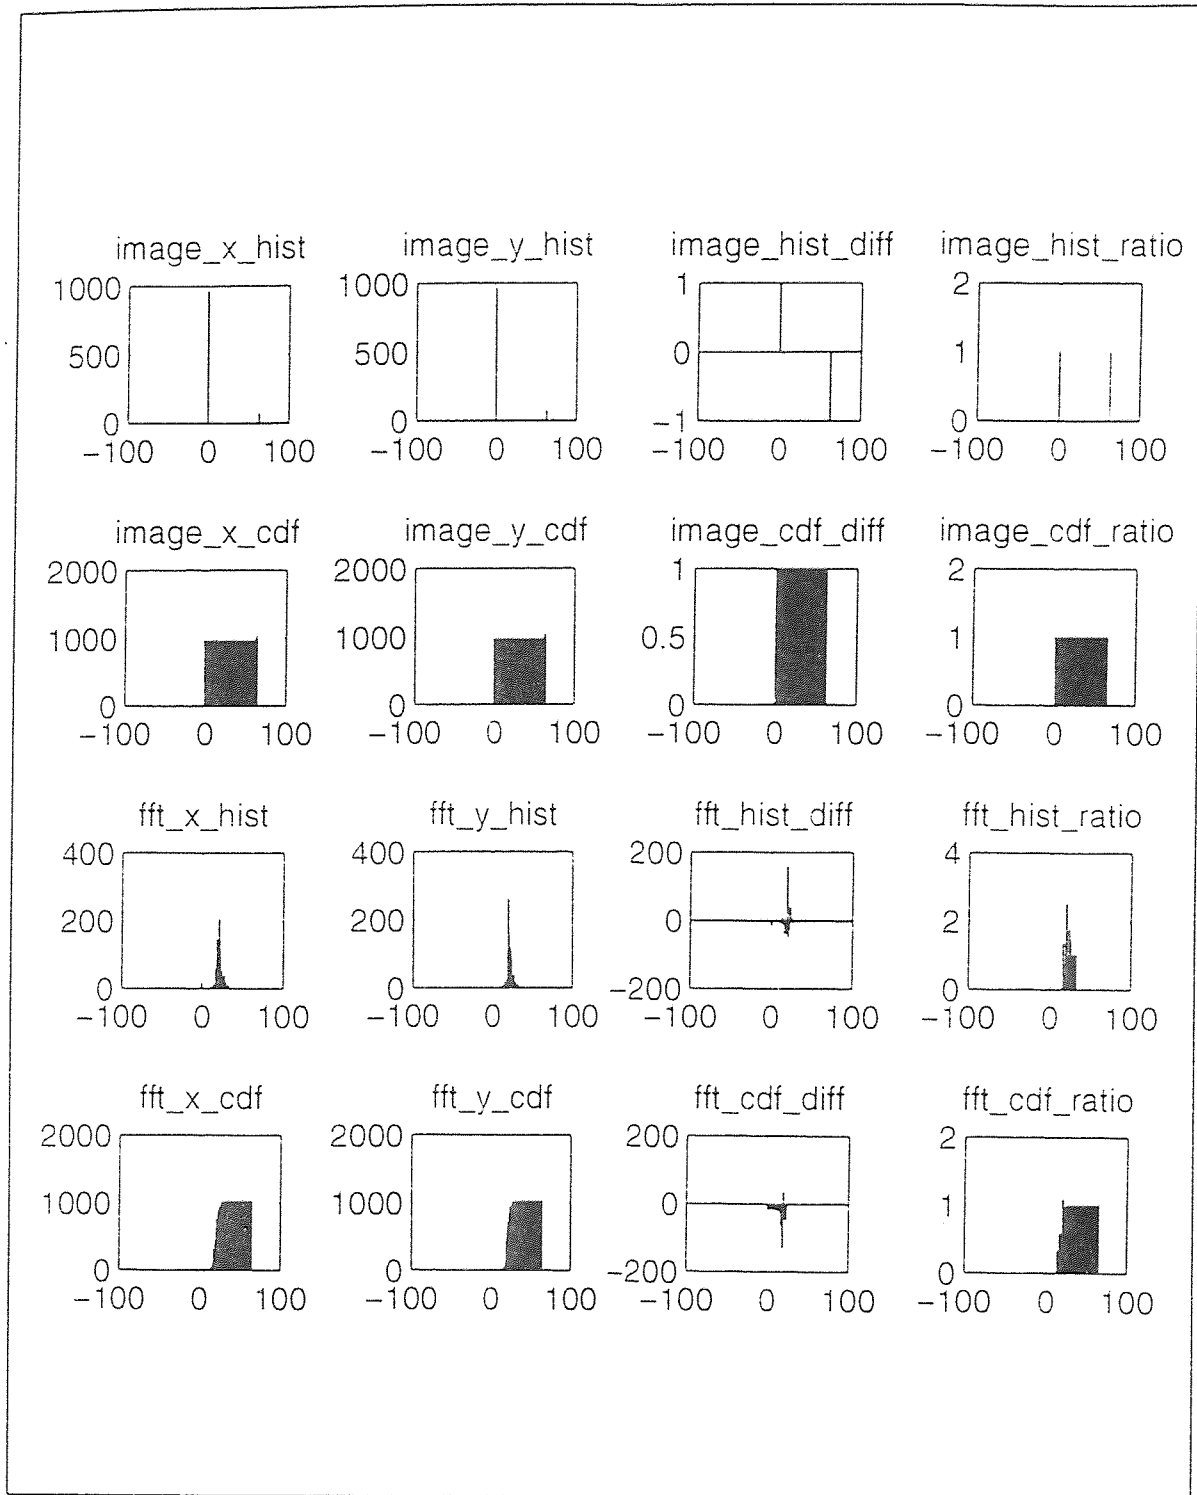 image_x_hist image_y_hist image_hist_diff image_hist_ratio
1000 1000 1 2
500 500 0 1
0 0 -1 0
-100 0 100 -100 0 100 -100 0 100 -100 0 100
image_x_cdf image_y_cdf image_cdf_diff image_cdf_ratio
2000 2000 1 2
1000 1000 0.5 1
0 0 0 0
-100 0 100 -100 0 100 -100 0 100 -100 0 100
fft_x_hist fft_y_hist fft_hist_diff fft_hist_ratio
400 400 200 4
200 200 0 2
0 0 -200 0
-100 0 100 -100 0 100 -100 0 100 -100 0 100
fft_x_cdf fft_y_cdf fft_cdf_diff fft_cdf_ratio
2000 2000 200 2
1000 1000 0 1
0 0 -200 0
-100 0 100 -100 0 100 -100 0 100 -100 0 100